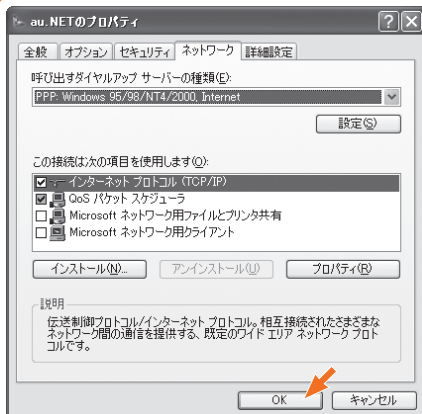 au.NETのプロパティ
全般 オプション セキュリティ ネットワーク 詳細設定
呼び出すダイヤルアップ サーバーの種類(E):
PPP: Windows 95/98/NT4/2000, Internet
設定(S)
この接続は次の項目を使用します(O):
インターネット プロトコル (TCP/IP)
QoS パケット スケジューラ
Microsoft ネットワーク用ファイルとプリンタ共有
Microsoft ネットワーク用クライアント
インストール(N)... アンインストール(U) プロパティ(R)
説明
伝送制御プロトコル/インターネット プロトコル。相互接続されたさまざまな
ネットワーク間の通信を提供する、既定のワイド エリア ネットワーク プロト
コルです。
OK キャンセル